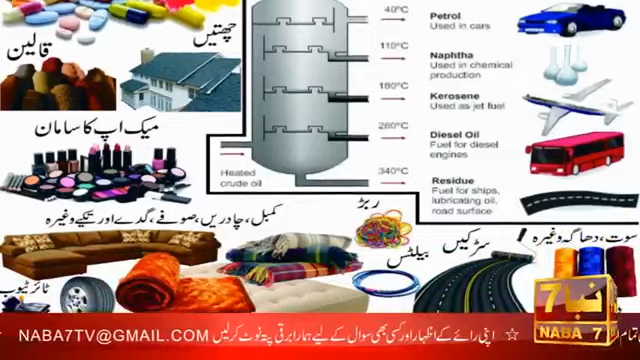 چھتیں
قالین
میک اپ کا سامان
40°C
Petrol
Used in cars
110°C
Naphtha
Used in chemical
production
180°C
Kerosene
Used as jet fuel
260°C
Diesel Oil
Fuel for diesel
engines
340°C
Residue
Fuel for ships,
lubricating oil,
road surface
Heated
crude oil
کمبل، چادریں، صوفے، گدے اور تکیے وغیرہ
ربڑ
بیلٹس
سڑکیں
سوت، دھاگہ وغیرہ
ٹائر ٹیوب
نبا 7
NABA 7
اپنی رائے کے اظہار اور کسی بھی سوال کے لیے ہمارا برقی پتہ نوٹ کرلیں NABA7TV@GMAIL.COM